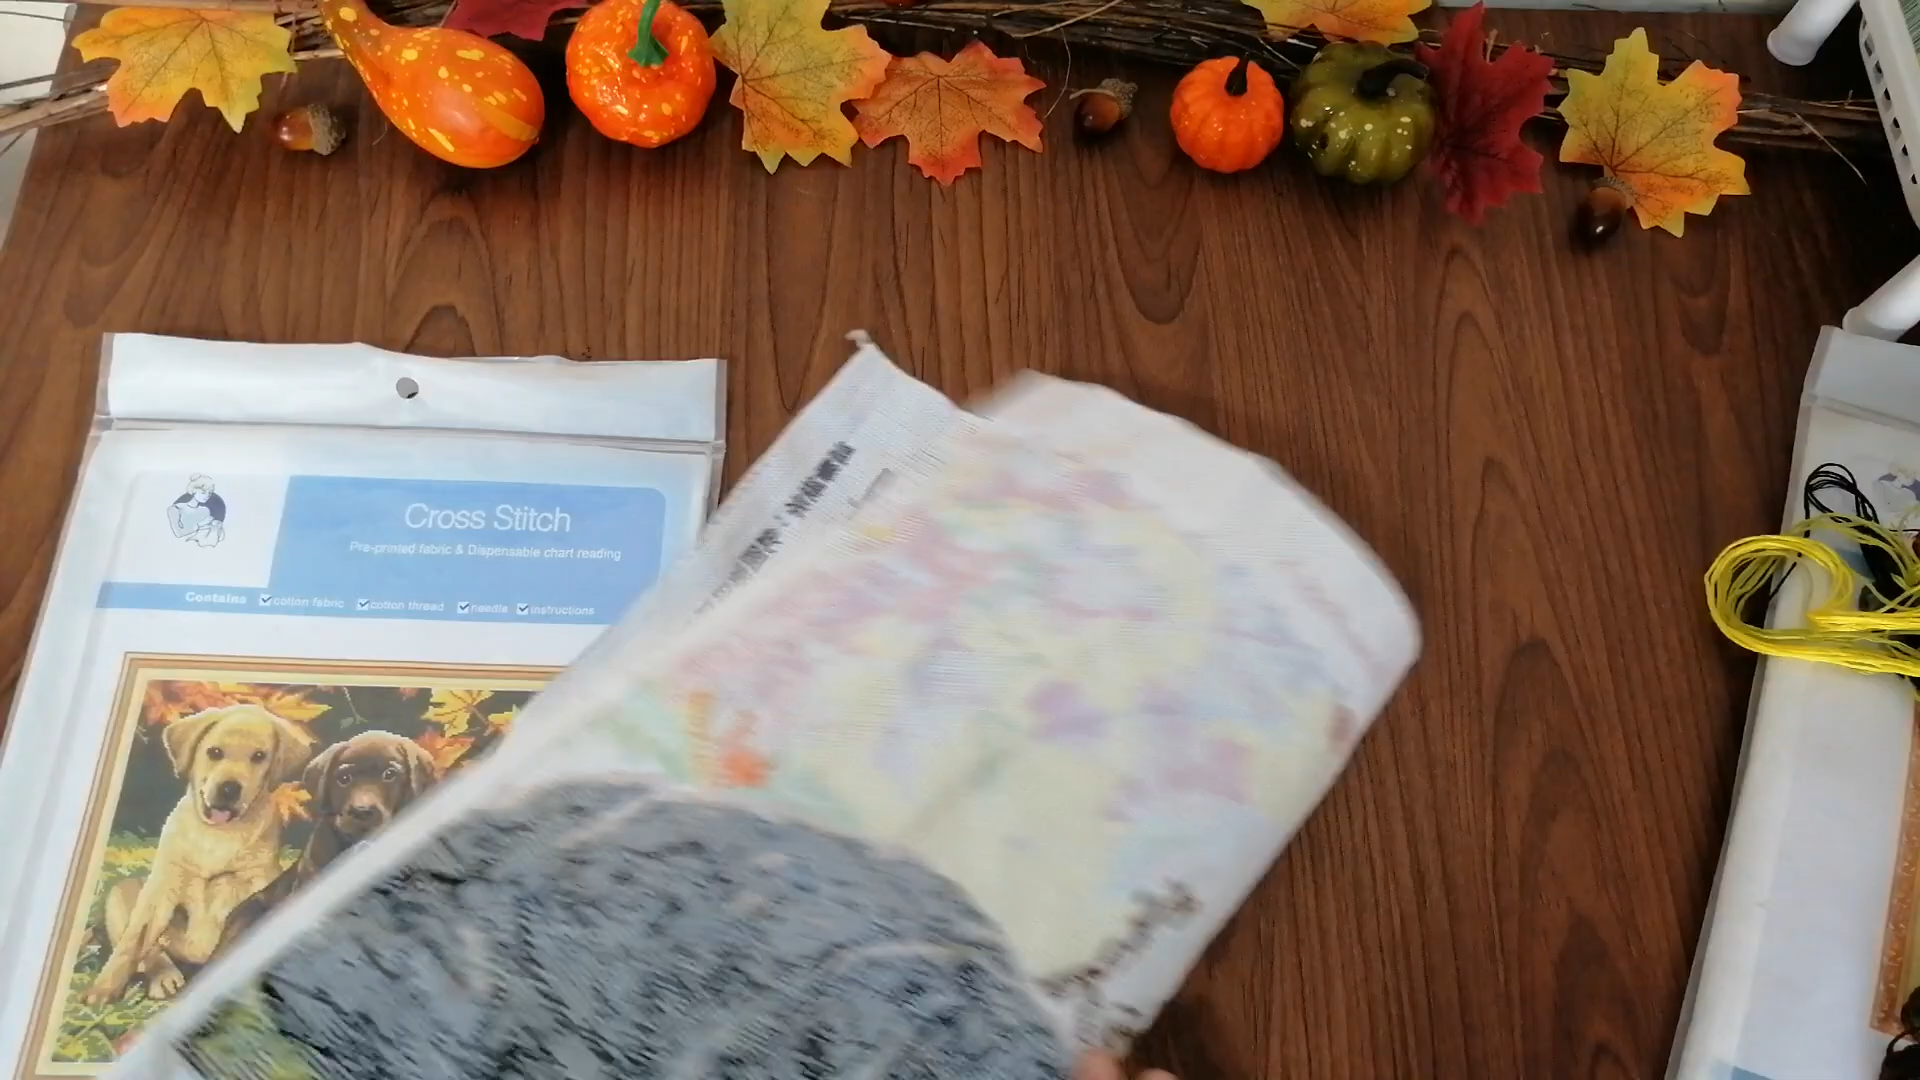 Cross Stitch
Pre-printed fabric & Dispensable chart reading
Contains cotton fabric cotton thread needle instructions